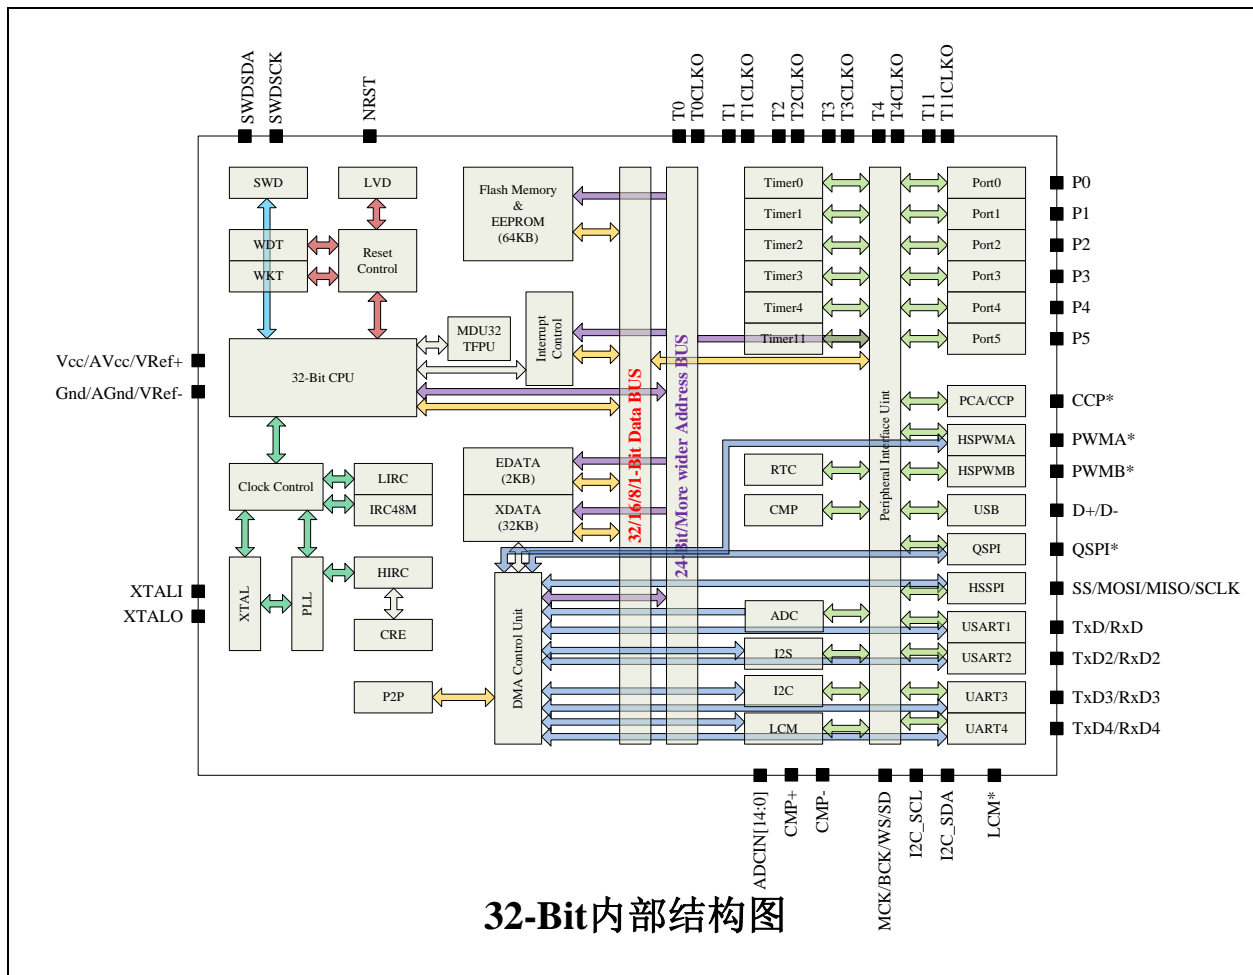 SWDSDA
SWDSCK
NRST
T0
T0CLKO
T1
T1CLKO
T2
T2CLKO
T3
T3CLKO
T4
T4CLKO
T11
T11CLKO
SWD
LVD
WDT
WKT
Reset
Control
Flash Memory
&
EEPROM
(64KB)
32/16/8/1-Bit Data BUS
24-Bit/More wider Address BUS
Timer0
Timer1
Timer2
Timer3
Timer4
Timer11
Peripheral Interface Uint
Port0
Port1
Port2
Port3
Port4
Port5
P0
P1
P2
P3
P4
P5
Vcc/AVcc/VRef+
Gnd/AGnd/VRef-
32-Bit CPU
MDU32
TFPU
Interrupt
Control
PCA/CCP
CCP*
HSPWMA
PWMA*
HSPWMB
PWMB*
USB
D+/D-
QSPI
QSPI*
HSSPI
SS/MOSI/MISO/SCLK
USART1
TxD/RxD
USART2
TxD2/RxD2
UART3
TxD3/RxD3
UART4
TxD4/RxD4
Clock Control
LIRC
IRC48M
EDATA
(2KB)
XDATA
(32KB)
RTC
CMP
XTALI
XTALO
XTAL
PLL
HIRC
CRE
P2P
DMA Control Unit
ADC
I2S
I2C
LCM
ADCIN[14:0]
CMP+
CMP-
MCK/BCK/WS/SD
I2C_SCL
I2C_SDA
LCM*
32-Bit内部结构图